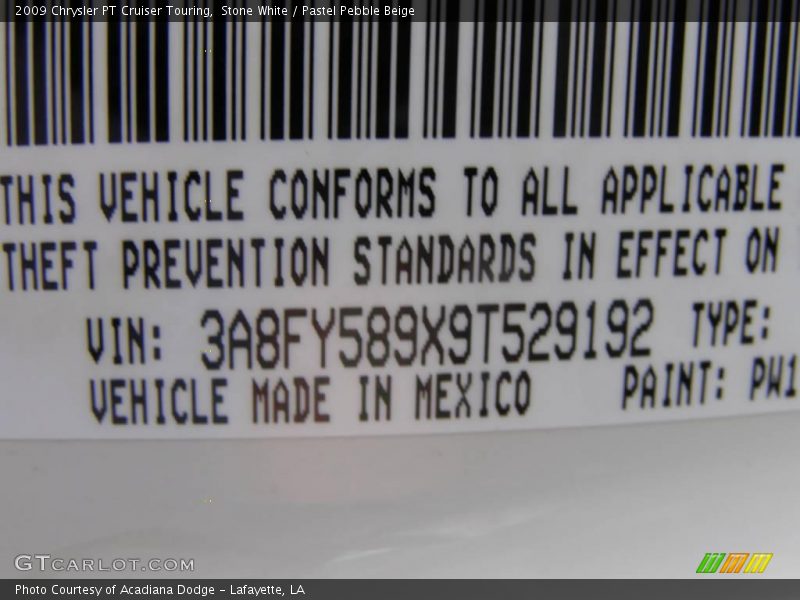 2009 Chrysler PT Cruiser Touring, Stone White / Pastel Pebble Beige
THIS VEHICLE CONFORMS TO ALL APPLICABLE
THEFT PREVENTION STANDARDS IN EFFECT ON
VIN: 3A8FY589X9T529192 TYPE:
VEHICLE MADE IN MEXICO PAINT: PW1
GTCARLOT.COM
Photo Courtesy of Acadiana Dodge - Lafayette, LA